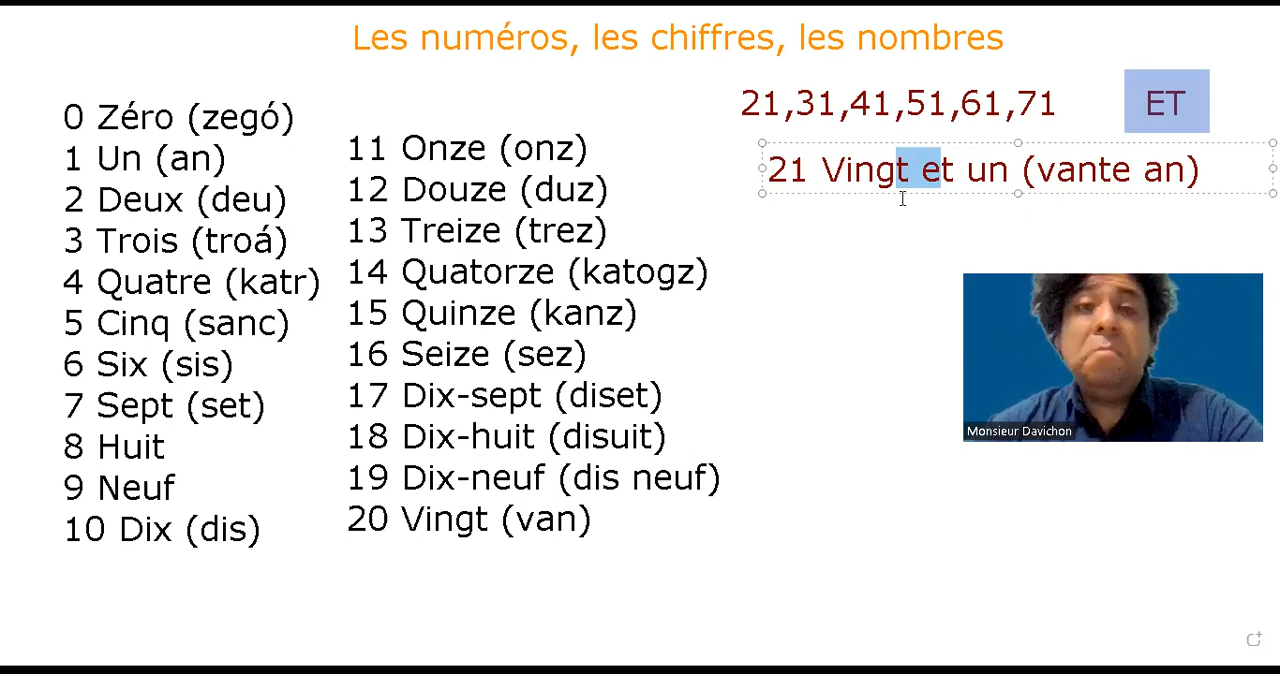 Les numéros, les chiffres, les nombres
0 Zéro (zegó)
1 Un (an)
2 Deux (deu)
3 Trois (troá)
4 Quatre (katr)
5 Cinq (sanc)
6 Six (sis)
7 Sept (set)
8 Huit
9 Neuf
10 Dix (dis)
11 Onze (onz)
12 Douze (duz)
13 Treize (trez)
14 Quatorze (katogz)
15 Quinze (kanz)
16 Seize (sez)
17 Dix-sept (diset)
18 Dix-huit (disuit)
19 Dix-neuf (dis neuf)
20 Vingt (van)
21,31,41,51,61,71
ET
21 Vingt et un (vante an)
Monsieur Davichon